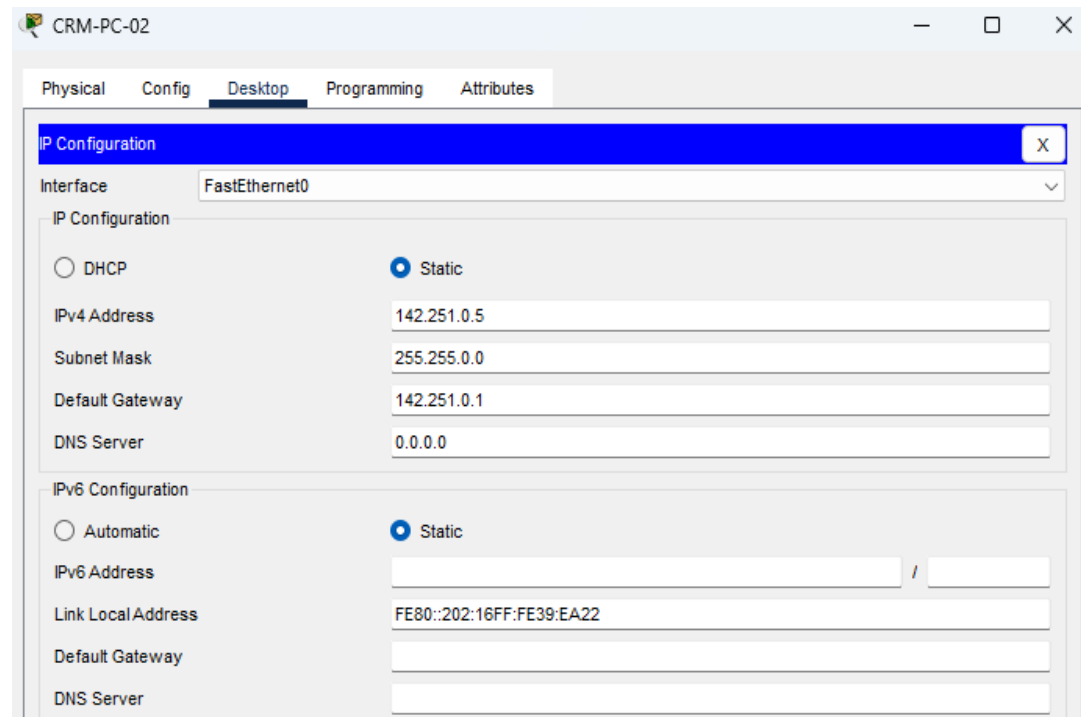 CRM-PC-02
Physical Config Desktop Programming Attributes
IP Configuration X
Interface FastEthernet0
IP Configuration
DHCP Static
IPv4 Address 142.251.0.5
Subnet Mask 255.255.0.0
Default Gateway 142.251.0.1
DNS Server 0.0.0.0
IPv6 Configuration
Automatic Static
IPv6 Address /
Link Local Address FE80::202:16FF:FE39:EA22
Default Gateway
DNS Server